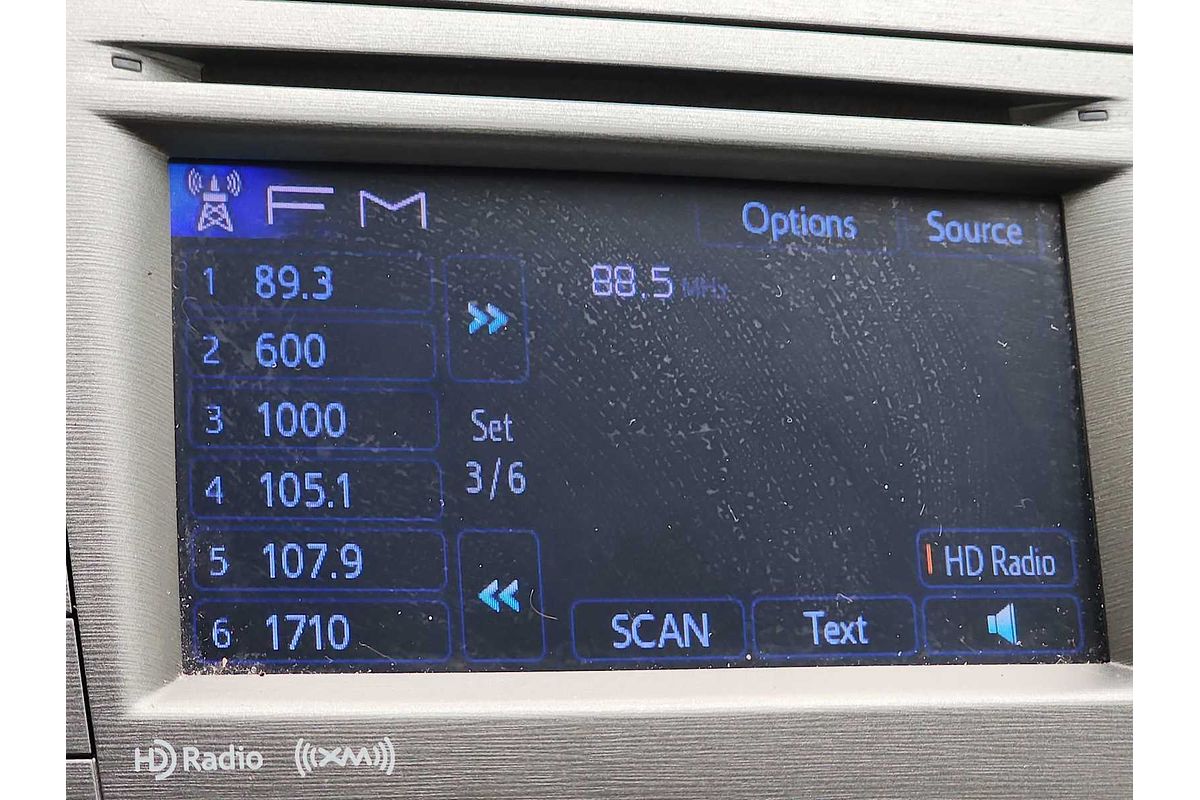 FM
Options
Source
1 89.3
88.5 MHz
2 600
3 1000
Set
3/6
4 105.1
5 107.9
HD Radio
6 1710
SCAN
Text
HD Radio
((XM))